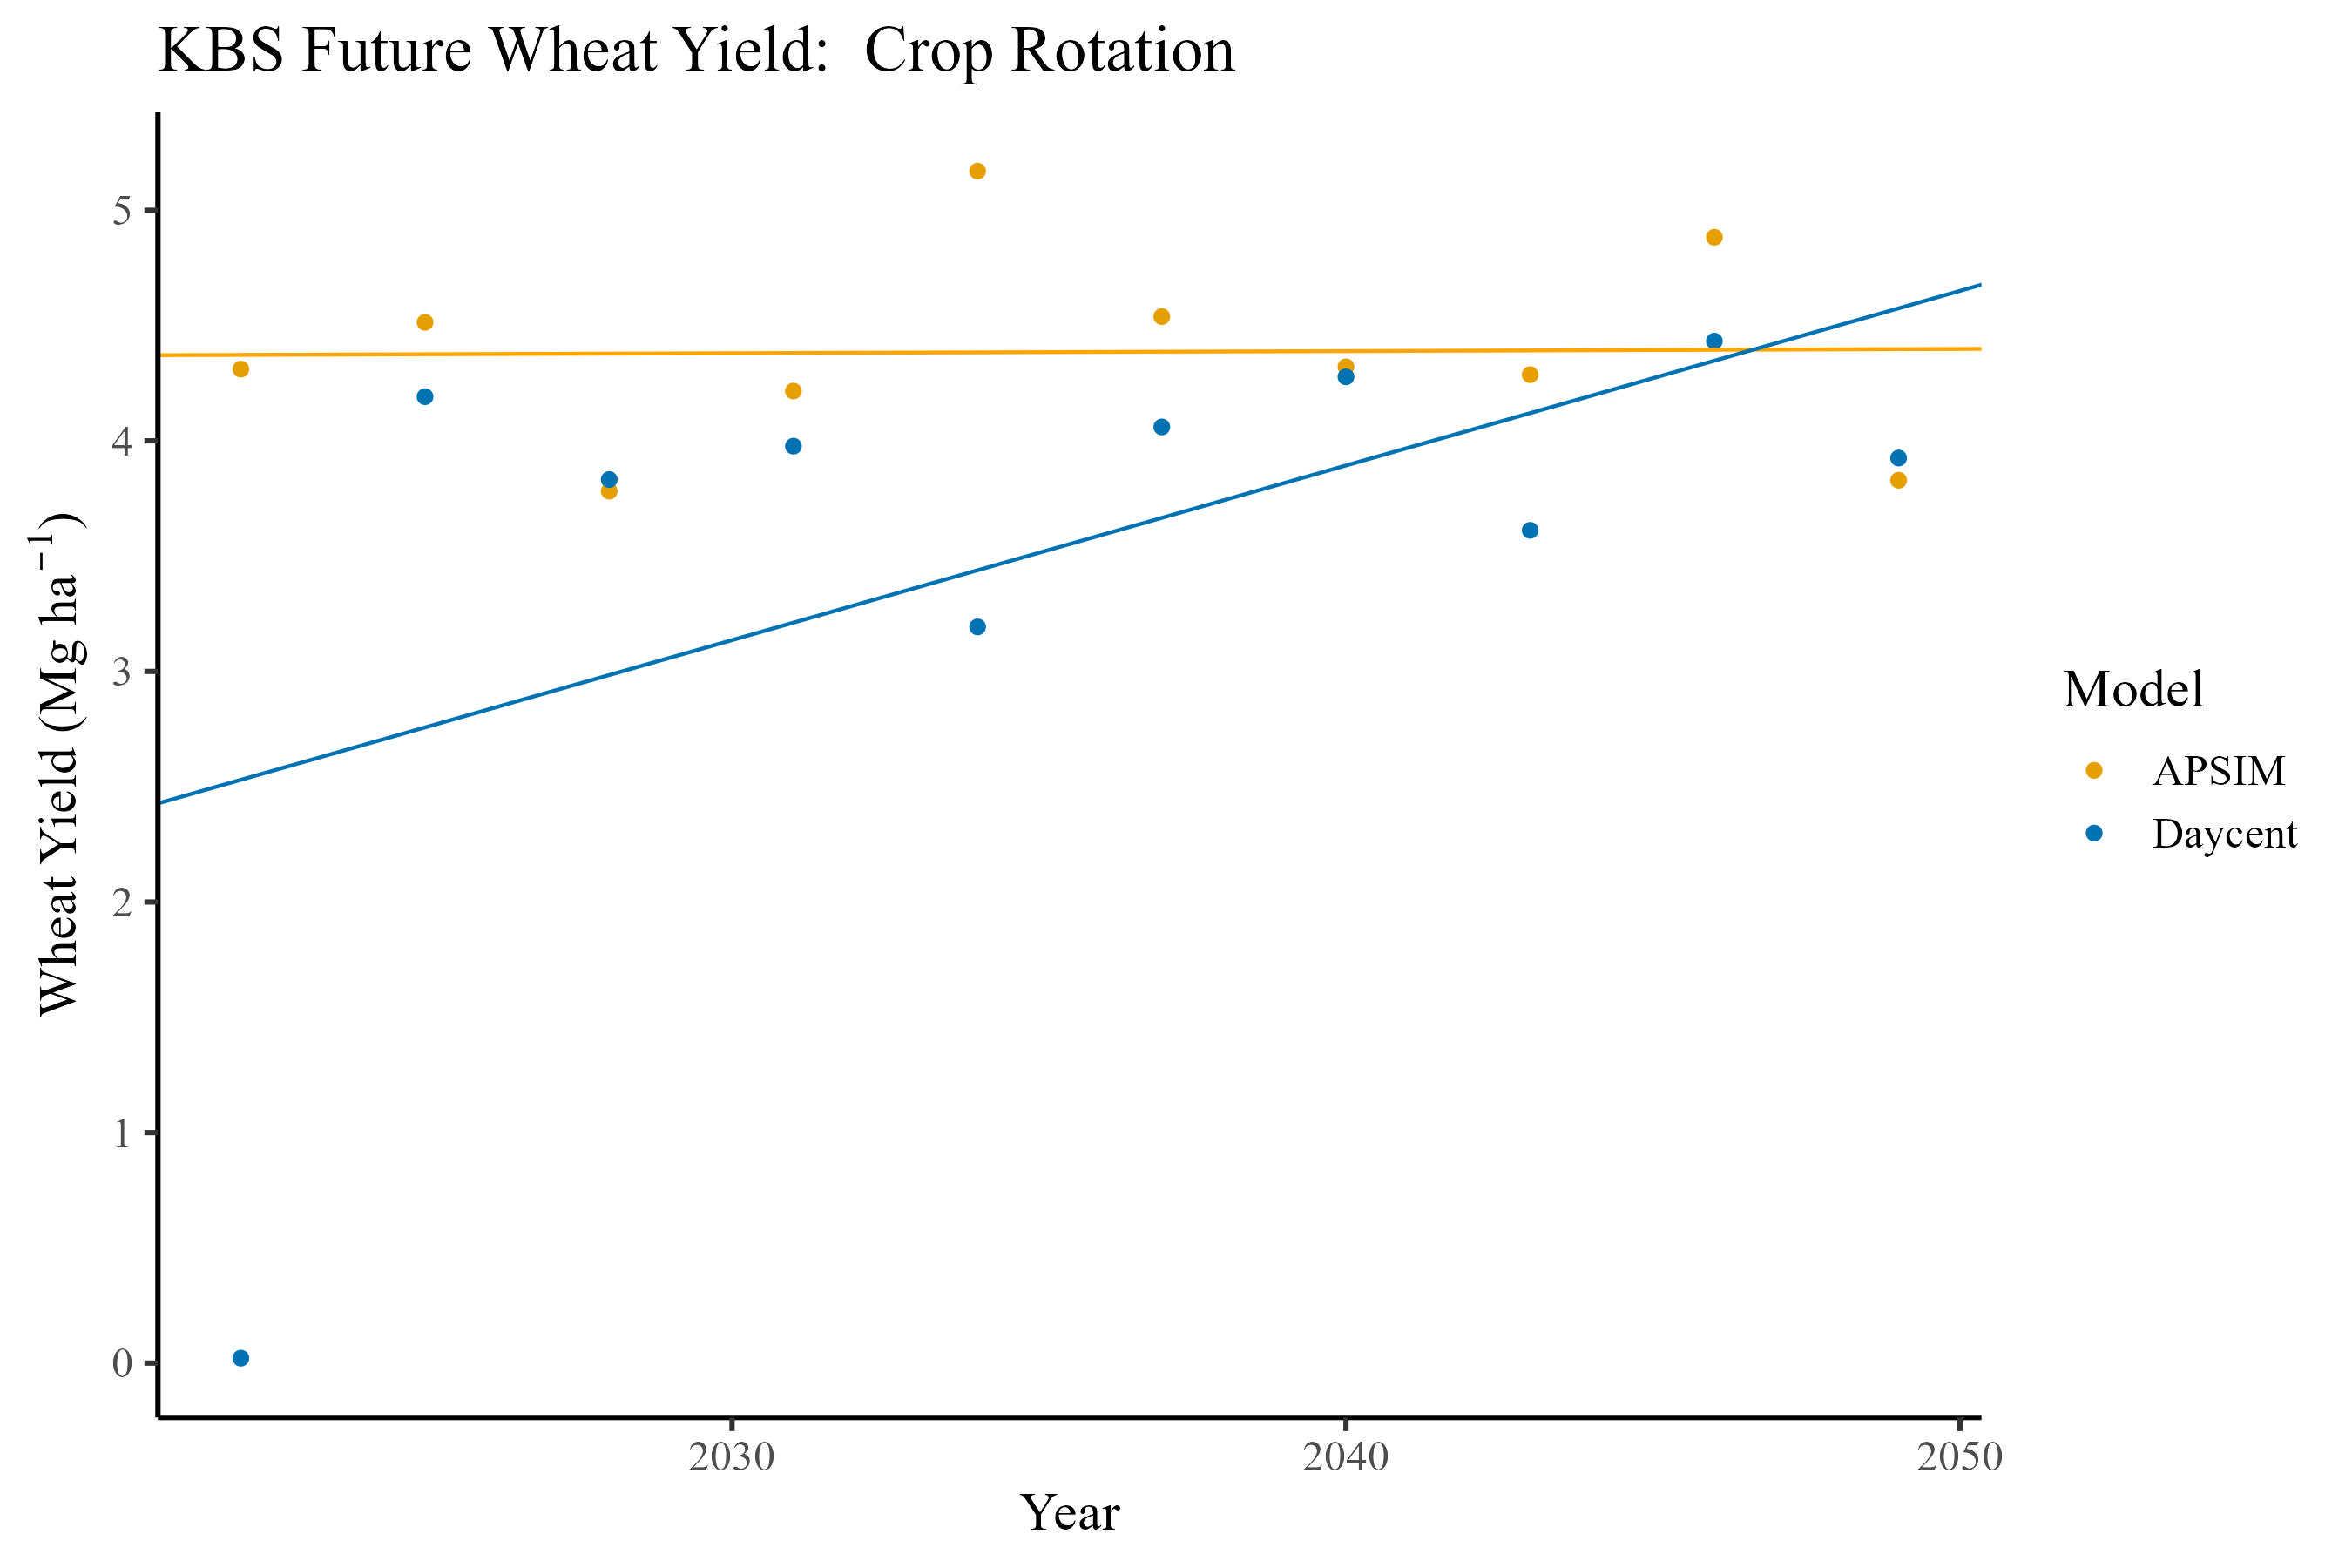 KBS Future Wheat Yield:  Crop Rotation
Wheat Yield (Mg ha⁻¹)
5
4
3
2
1
0
2030
2040
2050
Year
Model
APSIM
Daycent